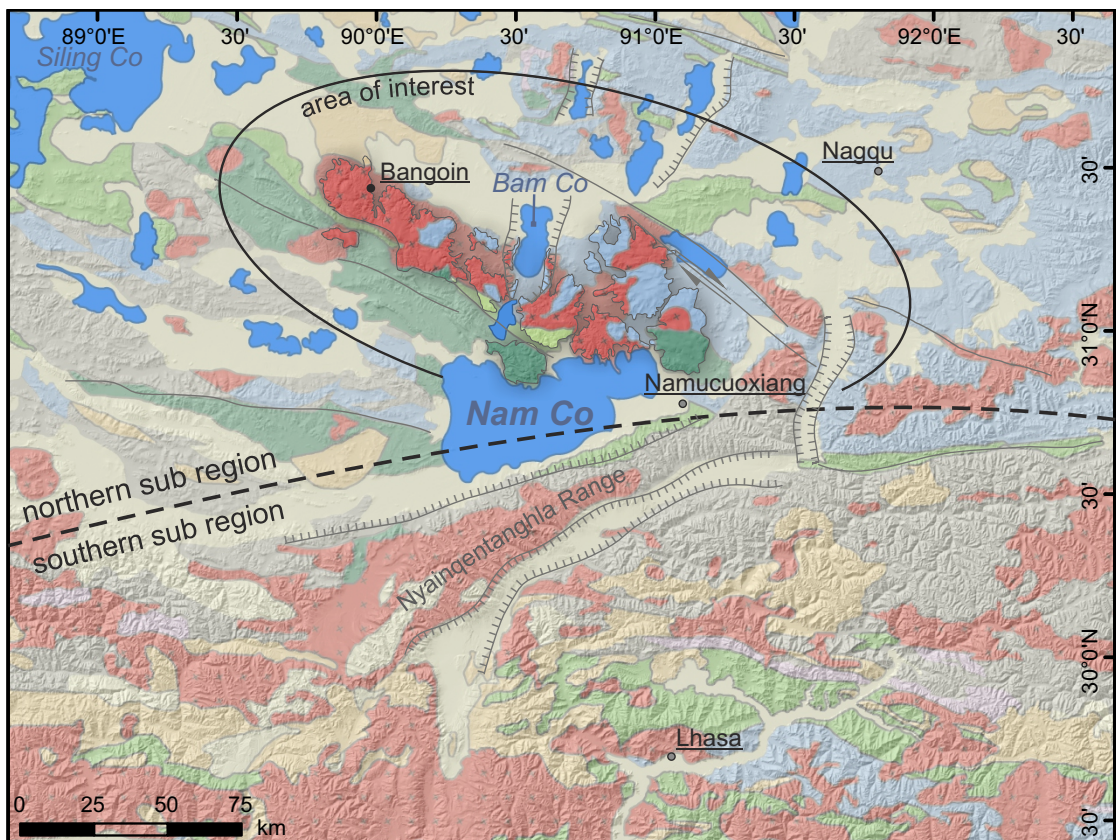 89°0'E 30' 90°0'E 30' 91°0'E 30' 92°0'E 30'
Siling Co
area of interest
Nagqu
30'
Bangoin
Bam Co
31°0'N
Namucuoxiang
Nam Co
northern sub region
southern sub region
Nyainqentanghla Range
30'
30°0'N
Lhasa
0 25 50 75
km
30'